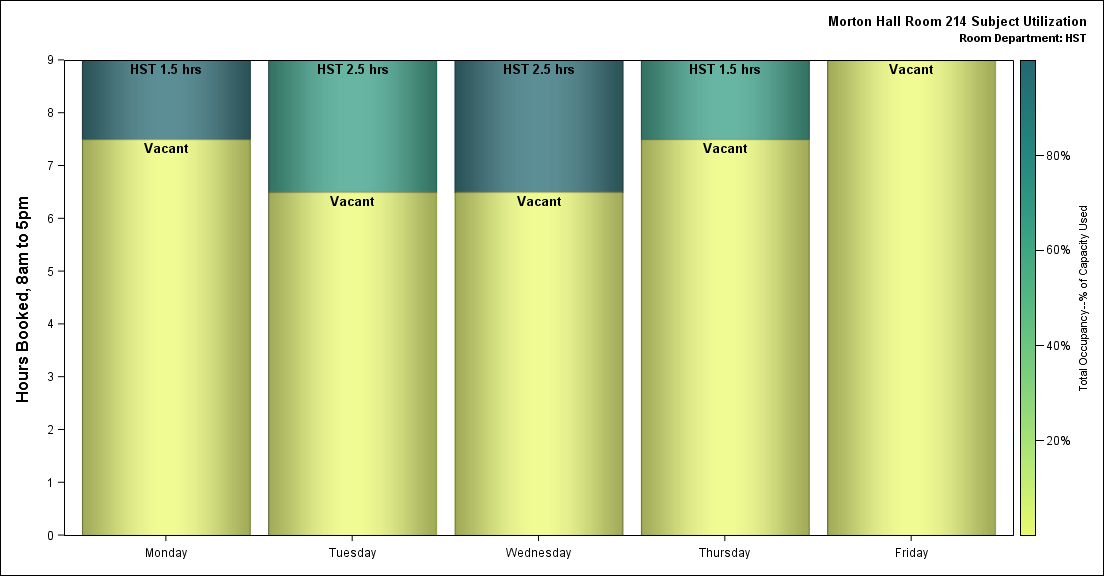 Morton Hall Room 214 Subject Utilization
Room Department: HST
Hours Booked, 8am to 5pm
9
8
7
6
5
4
3
2
1
0
HST 1.5 hrs
Vacant
HST 2.5 hrs
Vacant
HST 2.5 hrs
Vacant
HST 1.5 hrs
Vacant
Vacant
Monday
Tuesday
Wednesday
Thursday
Friday
80%
60%
40%
20%
Total Occupancy--% of Capacity Used